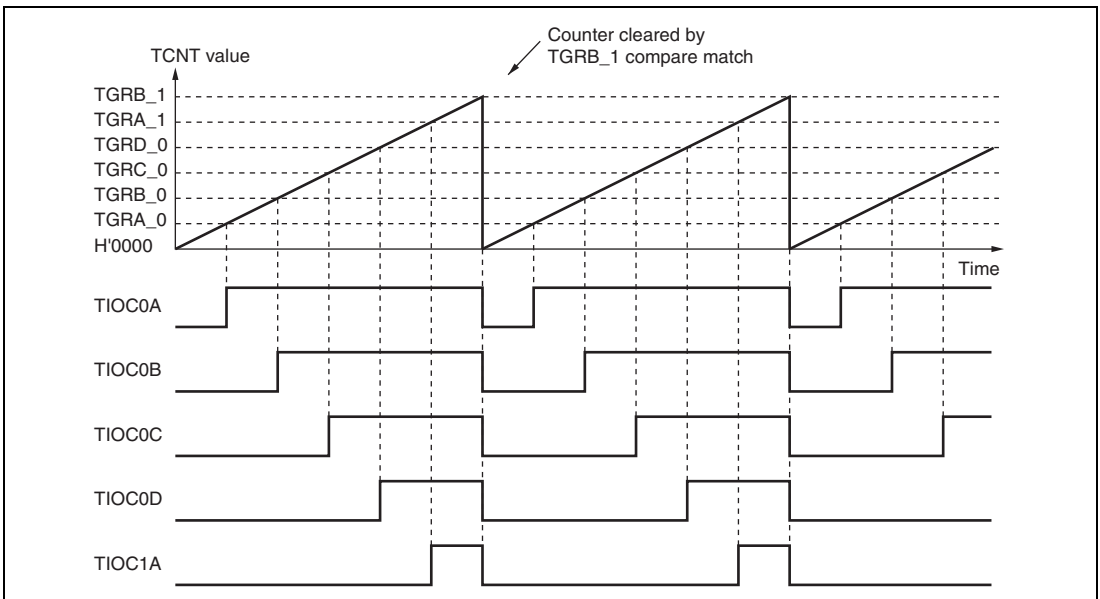 Counter cleared by
TGRB_1 compare match
TCNT value
TGRB_1
TGRA_1
TGRD_0
TGRC_0
TGRB_0
TGRA_0
H'0000
Time
TIOC0A
TIOC0B
TIOC0C
TIOC0D
TIOC1A